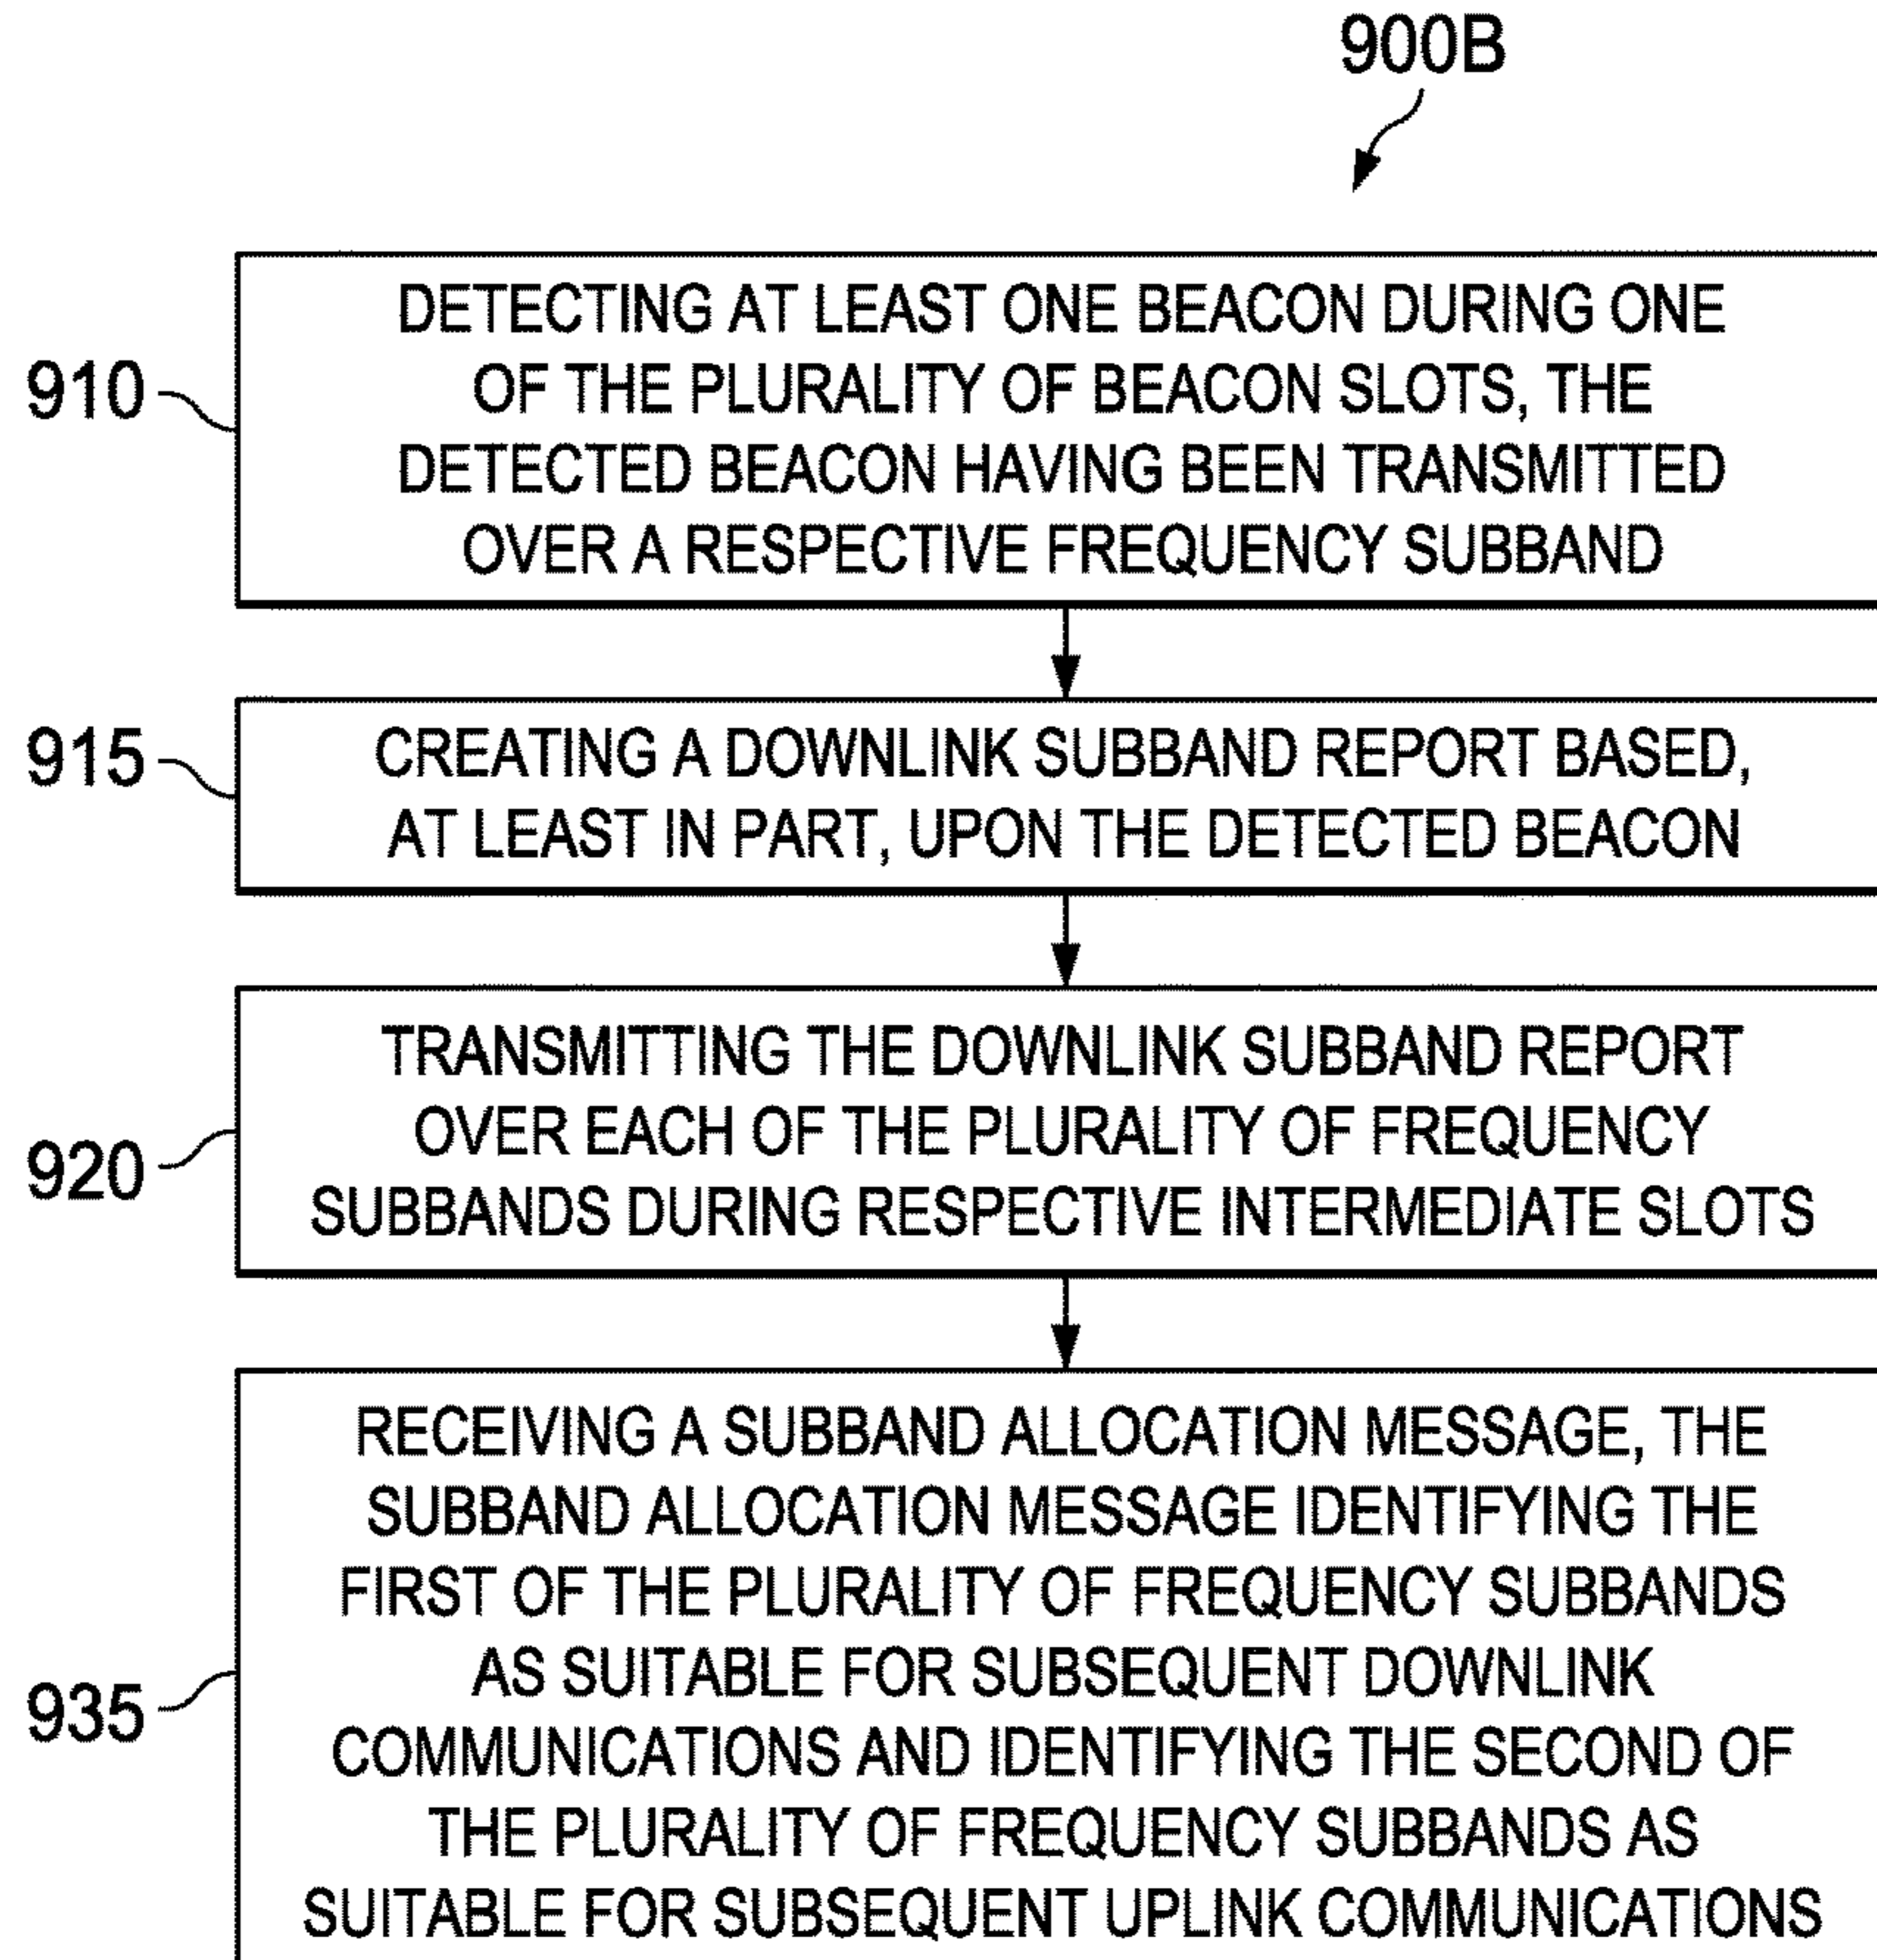 900B
910
DETECTING AT LEAST ONE BEACON DURING ONE
OF THE PLURALITY OF BEACON SLOTS, THE
DETECTED BEACON HAVING BEEN TRANSMITTED
OVER A RESPECTIVE FREQUENCY SUBBAND
915
CREATING A DOWNLINK SUBBAND REPORT BASED,
AT LEAST IN PART, UPON THE DETECTED BEACON
920
TRANSMITTING THE DOWNLINK SUBBAND REPORT
OVER EACH OF THE PLURALITY OF FREQUENCY
SUBBANDS DURING RESPECTIVE INTERMEDIATE SLOTS
935
RECEIVING A SUBBAND ALLOCATION MESSAGE, THE
SUBBAND ALLOCATION MESSAGE IDENTIFYING THE
FIRST OF THE PLURALITY OF FREQUENCY SUBBANDS
AS SUITABLE FOR SUBSEQUENT DOWNLINK
COMMUNICATIONS AND IDENTIFYING THE SECOND OF
THE PLURALITY OF FREQUENCY SUBBANDS AS
SUITABLE FOR SUBSEQUENT UPLINK COMMUNICATIONS